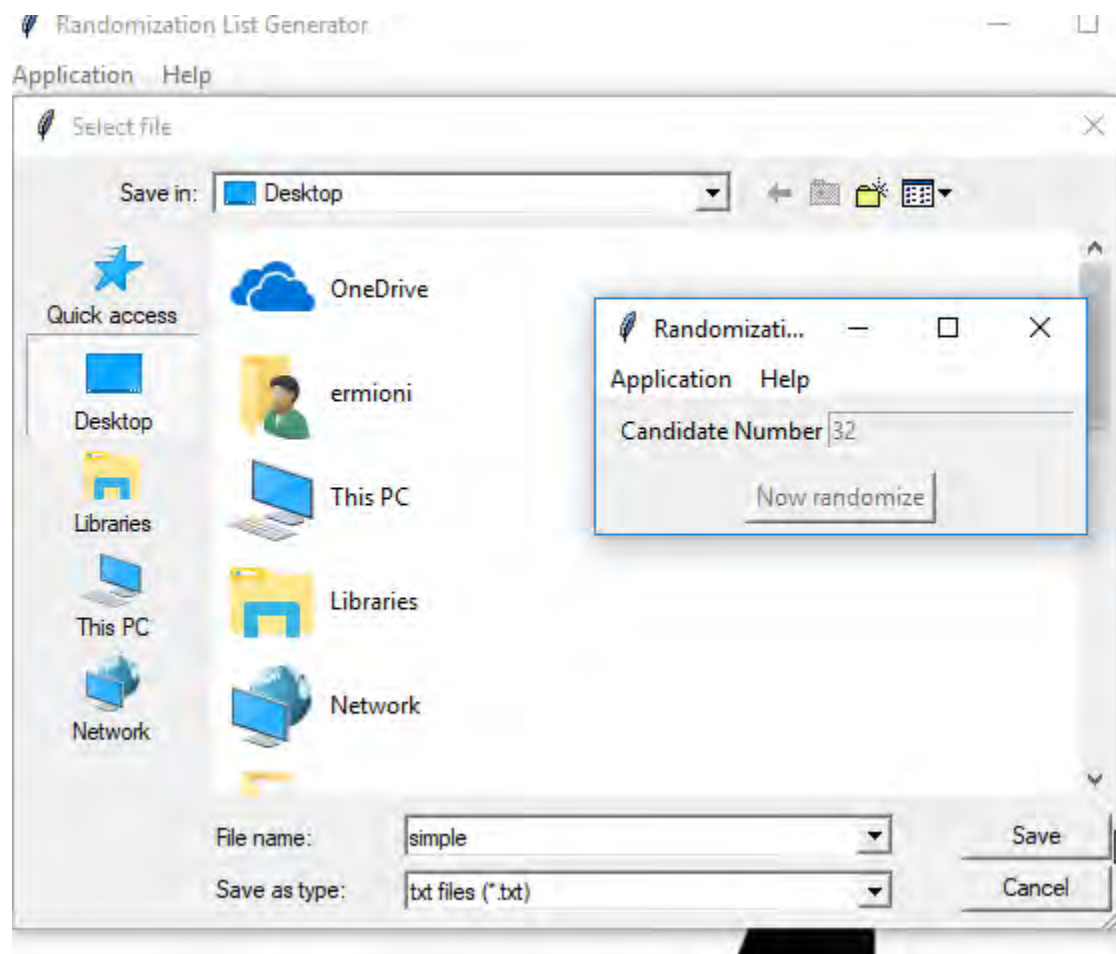 Randomization List Generator
Application Help
Select file
Save in: Desktop
Quick access
Desktop
Libraries
This PC
Network
OneDrive
ermioni
This PC
Libraries
Network
Randomizati...
Application Help
Candidate Number 32
Now randomize
File name: simple
Save
Save as type: txt files (*.txt)
Cancel